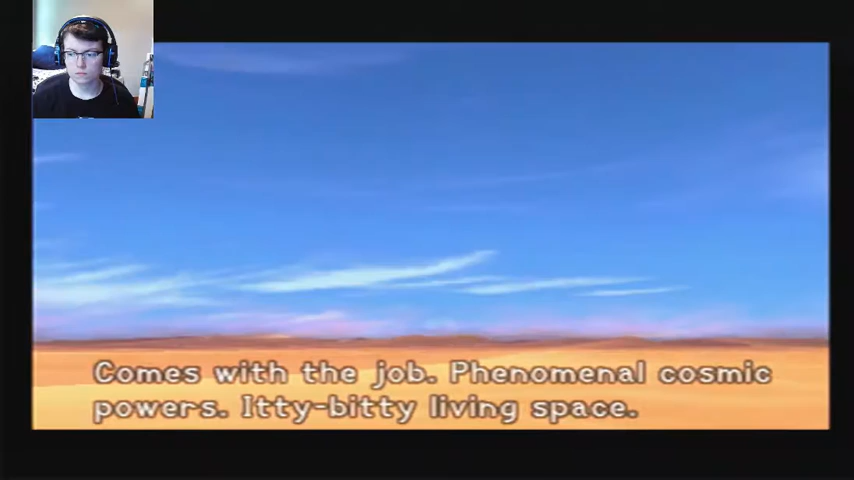 Comes with the job. Phenomenal cosmic
powers. Itty-bitty living space.